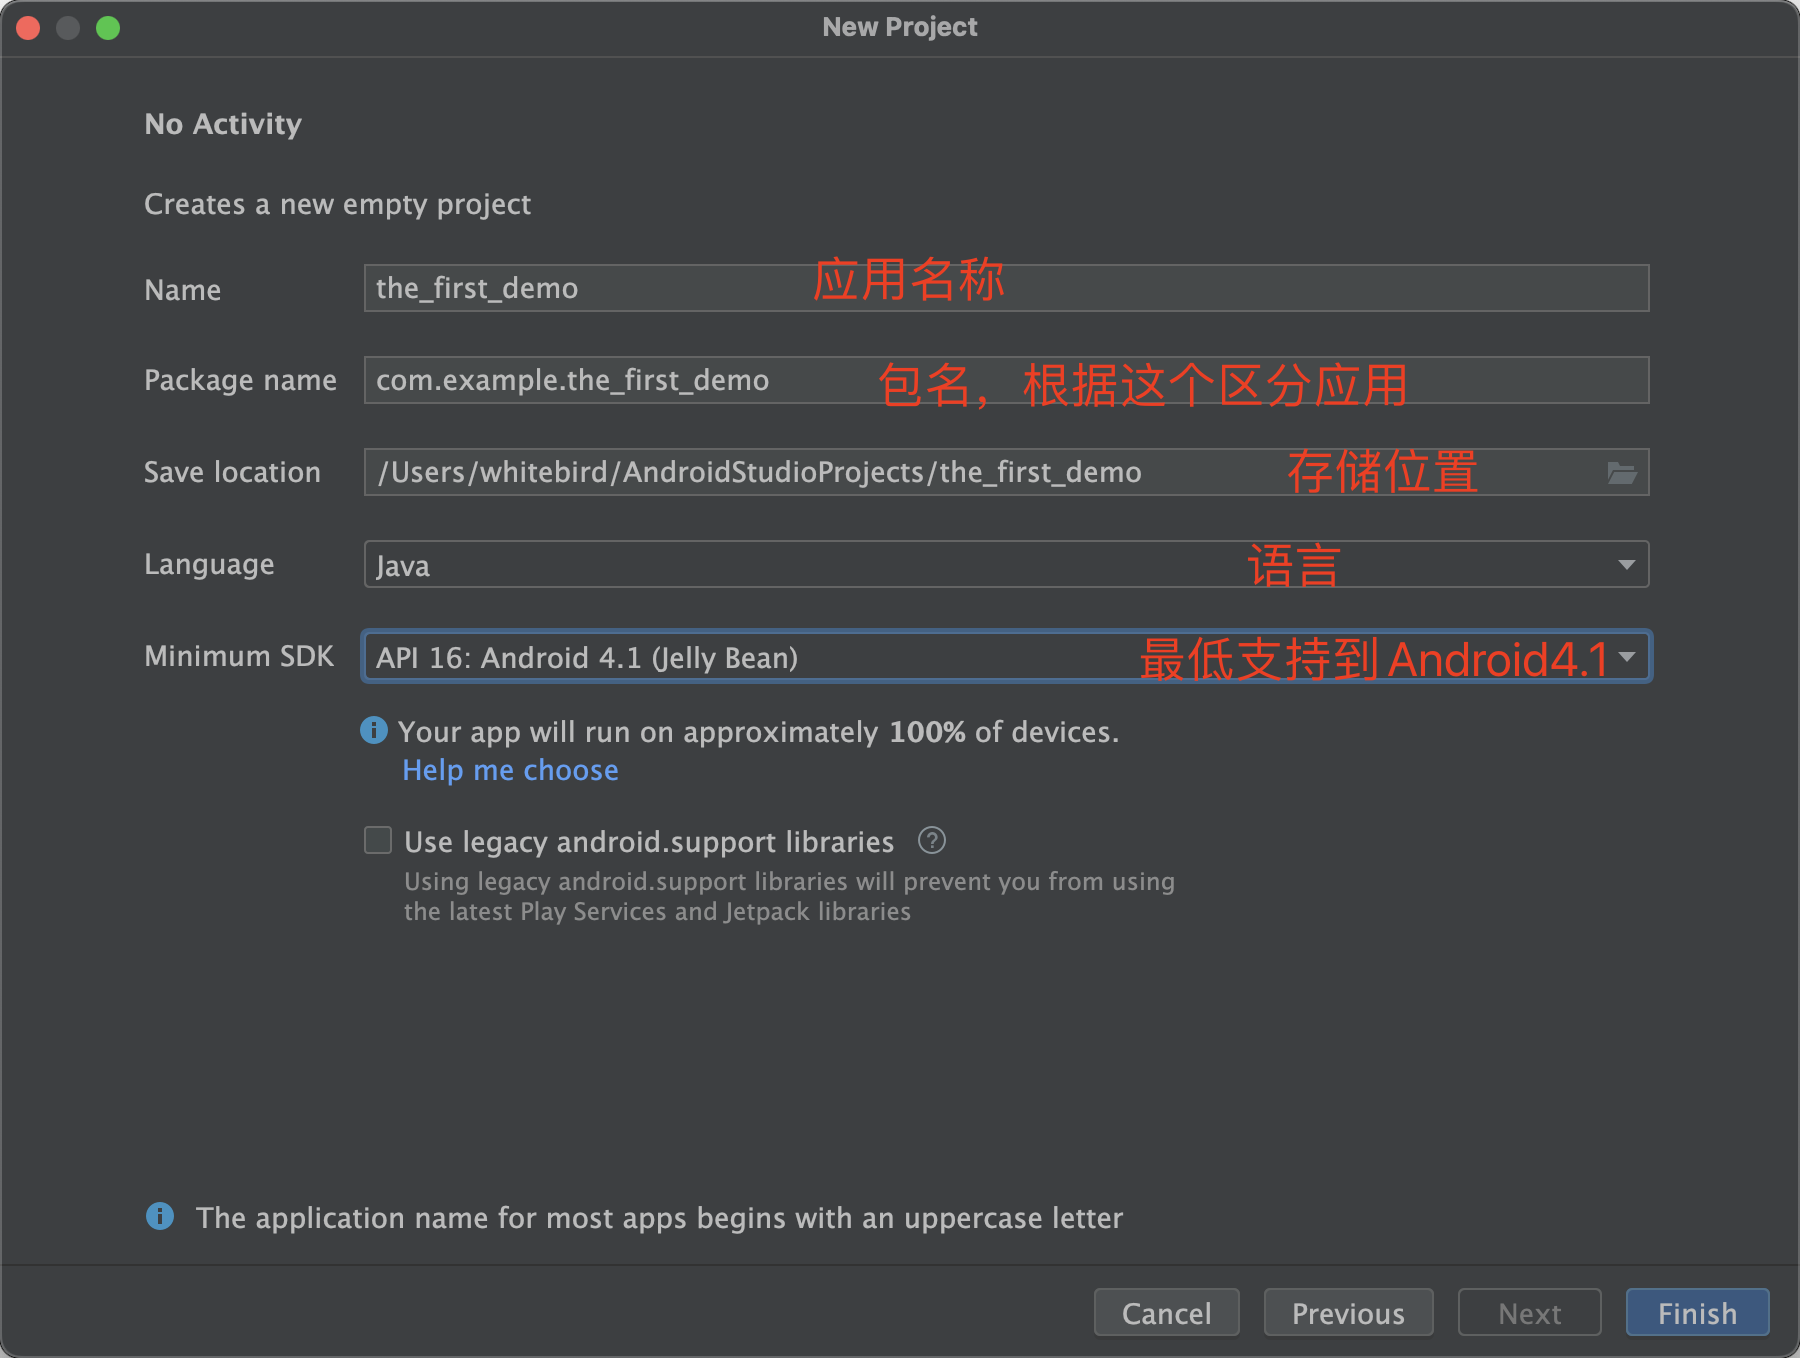 New Project
No Activity
Creates a new empty project
Name the_first_demo 应用名称
Package name com.example.the_first_demo 包名，根据这个区分应用
Save location /Users/whitebird/AndroidStudioProjects/the_first_demo 存储位置
Language Java 语言
Minimum SDK API 16: Android 4.1 (Jelly Bean) 最低支持到Android4.1
Your app will run on approximately 100% of devices.
Help me choose
Use legacy android.support libraries ?
Using legacy android.support libraries will prevent you from using
the latest Play Services and Jetpack libraries
The application name for most apps begins with an uppercase letter
Cancel Previous Next Finish